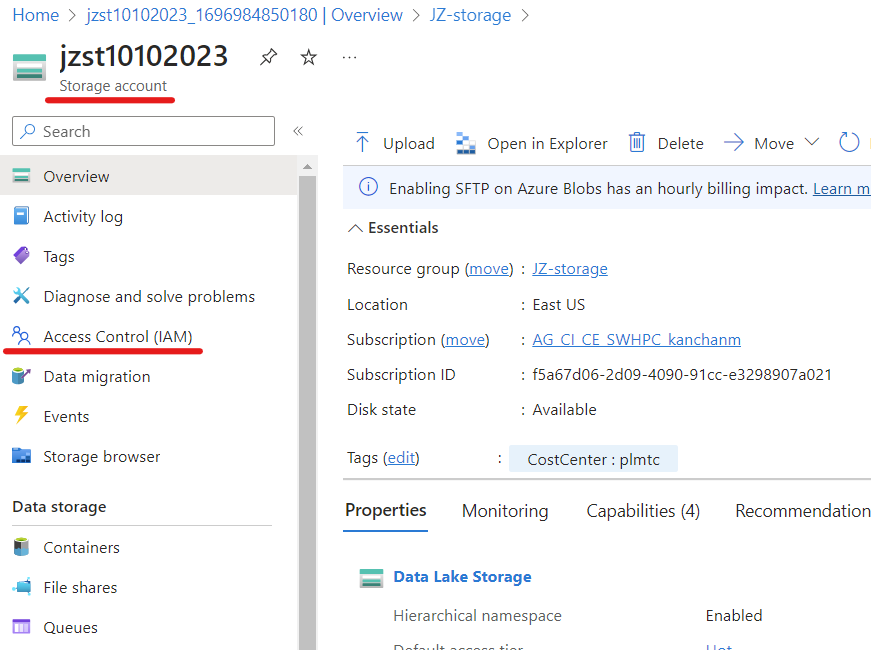 Home > jzst10102023_1696984850180 | Overview > JZ-storage >
jzst10102023
Storage account
Search
«
Overview
Activity log
Tags
Diagnose and solve problems
Access Control (IAM)
Data migration
Events
Storage browser
Data storage
Containers
File shares
Queues
Upload Open in Explorer Delete Move
Enabling SFTP on Azure Blobs has an hourly billing impact. Learn m
Essentials
Resource group (move) : JZ-storage
Location : East US
Subscription (move) : AG_CI_CE_SWHPC_kanchanm
Subscription ID : f5a67d06-2d09-4090-91cc-e3298907a021
Disk state : Available
Tags (edit) : CostCenter : plmtc
Properties Monitoring Capabilities (4) Recommendation
Data Lake Storage
Hierarchical namespace Enabled
Default access tier Hot